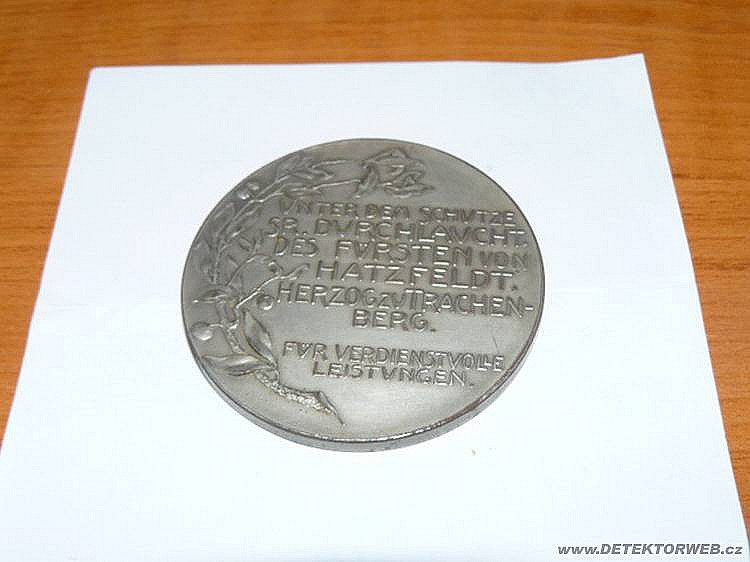 VNTER DEM SCHVTZE
SR. DVRCHLAVCHT.
DES FVRSTEN VON
HATZFELDT.
HERZOG ZV TRACHEN-
BERG.
FVR VERDIENSTVOLLE
LEISTVNGEN.
www.DETEKTORWEB.cz